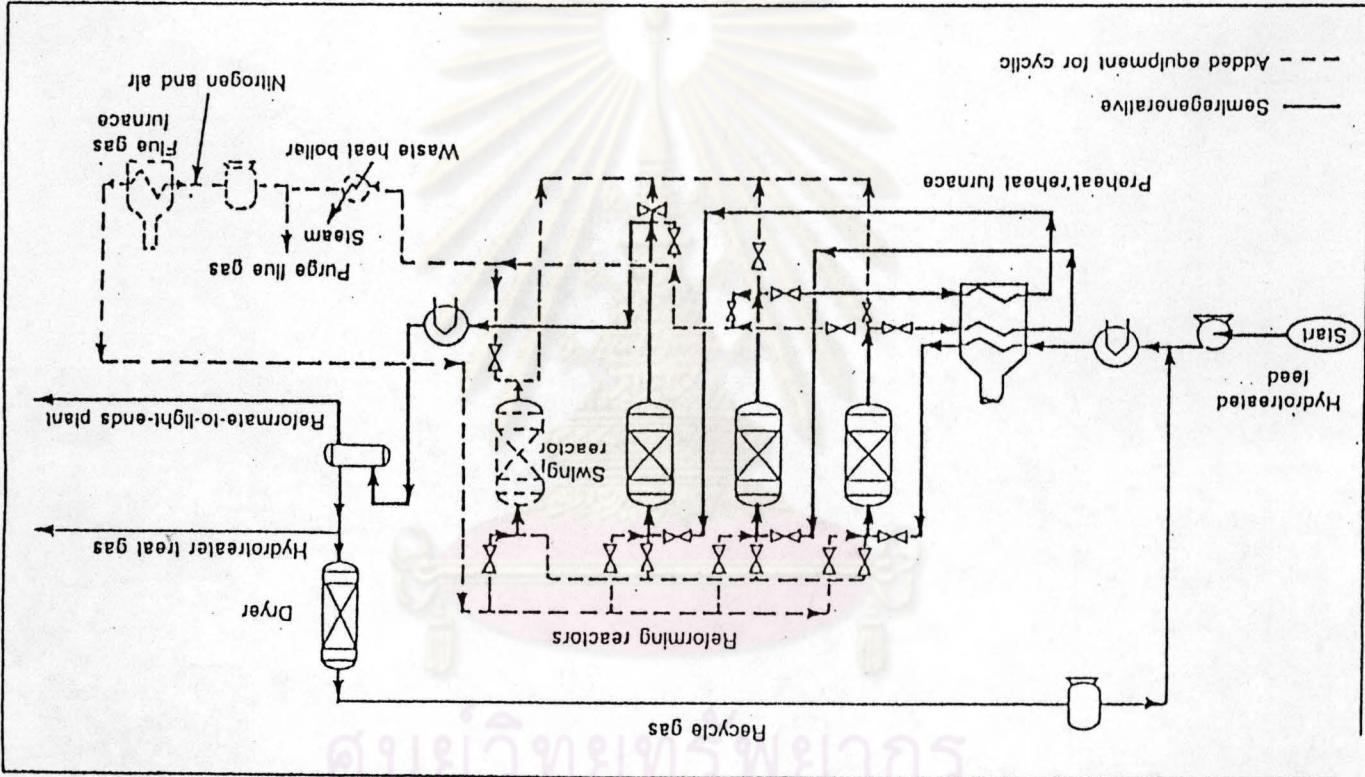 Recycle gas
Reforming reactors
Dryer
Hydrotreater treat gas
Swing
reactor
Reformate-to-light-ends plant
Hydrotreated
feed
Start
Purge flue gas
Steam
Preheat/reheat furnace
Waste heat boiler
Flue gas
furnace
Nitrogen and air
Semiregenerative
Added equipment for cyclic
ศูนย์วิทยทรัพยากร